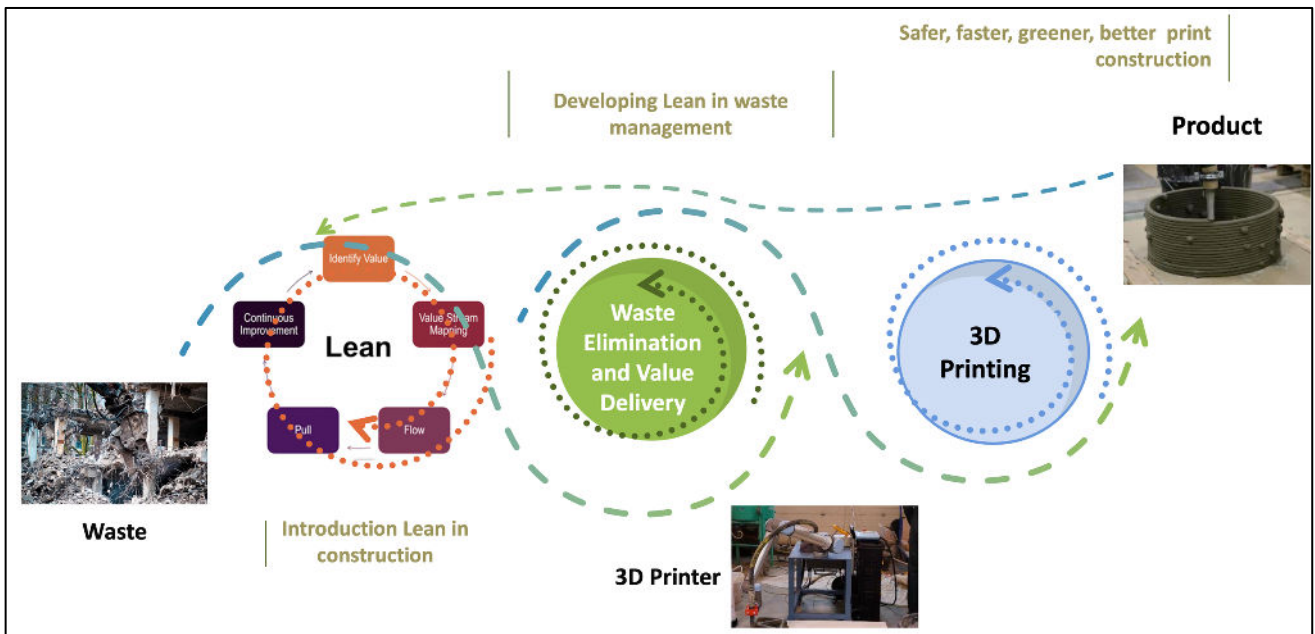 Safer, faster, greener, better print
construction
Developing Lean in waste
management
Product
Identify Value
Continuous
Improvement
Value Stream
Mapping
Lean
Pull
Flow
Waste
Elimination
and Value
Delivery
3D
Printing
Waste
Introduction Lean in
construction
3D Printer